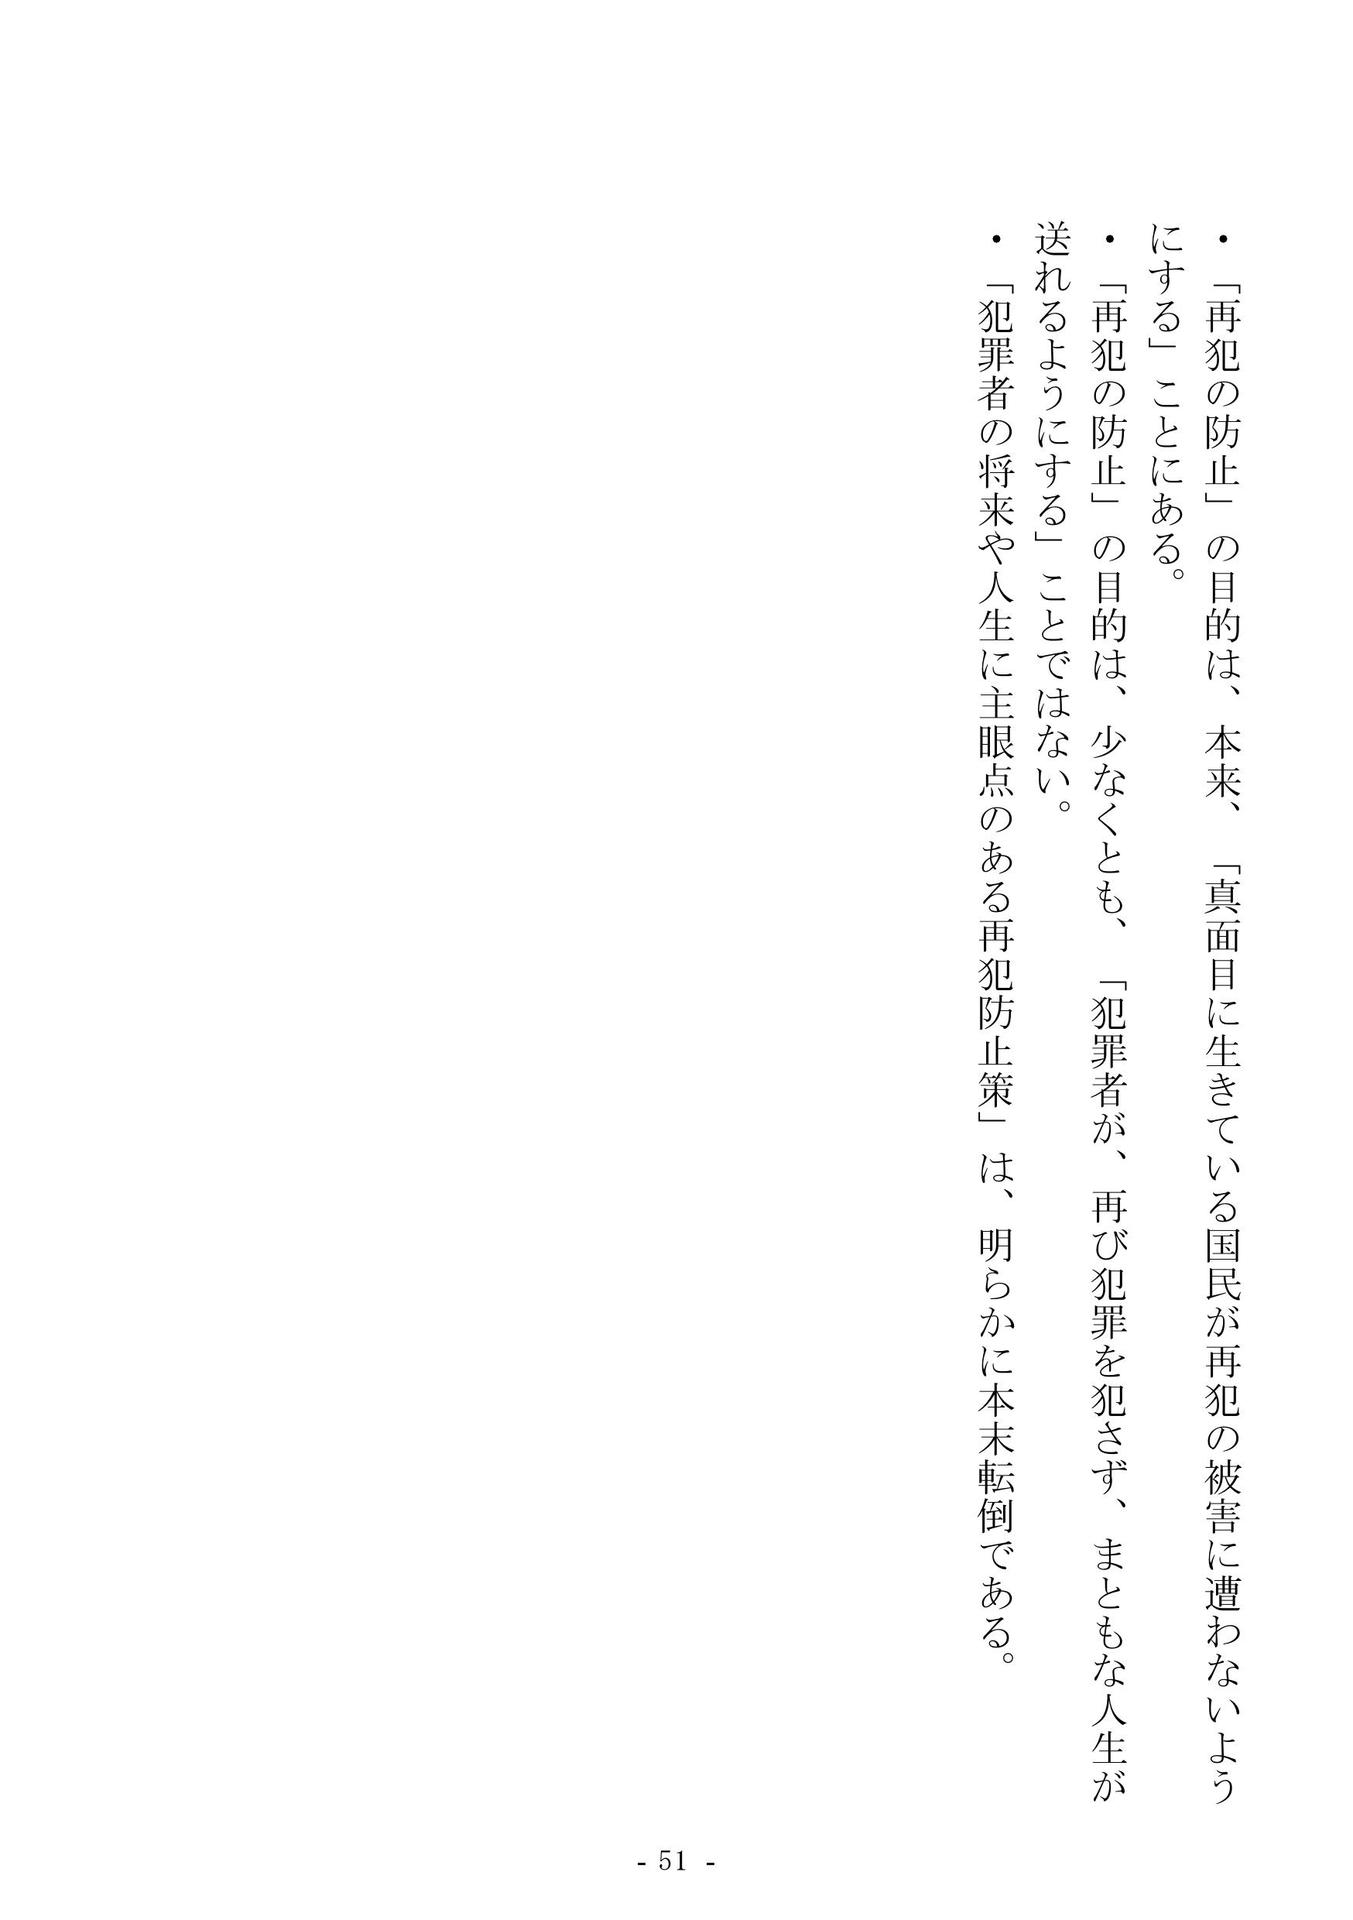 ・「再犯の防止」の目的は、本来、「真面目に生きている国民が再犯の被害に遭わないよう
にする」ことにある。
・「再犯の防止」の目的は、少なくとも、「犯罪者が、再び犯罪を犯さず、まともな人生が
送れるようにする」ことではない。
・「犯罪者の将来や人生に主眼点のある再犯防止策」は、明らかに本末転倒である。
- 51 -